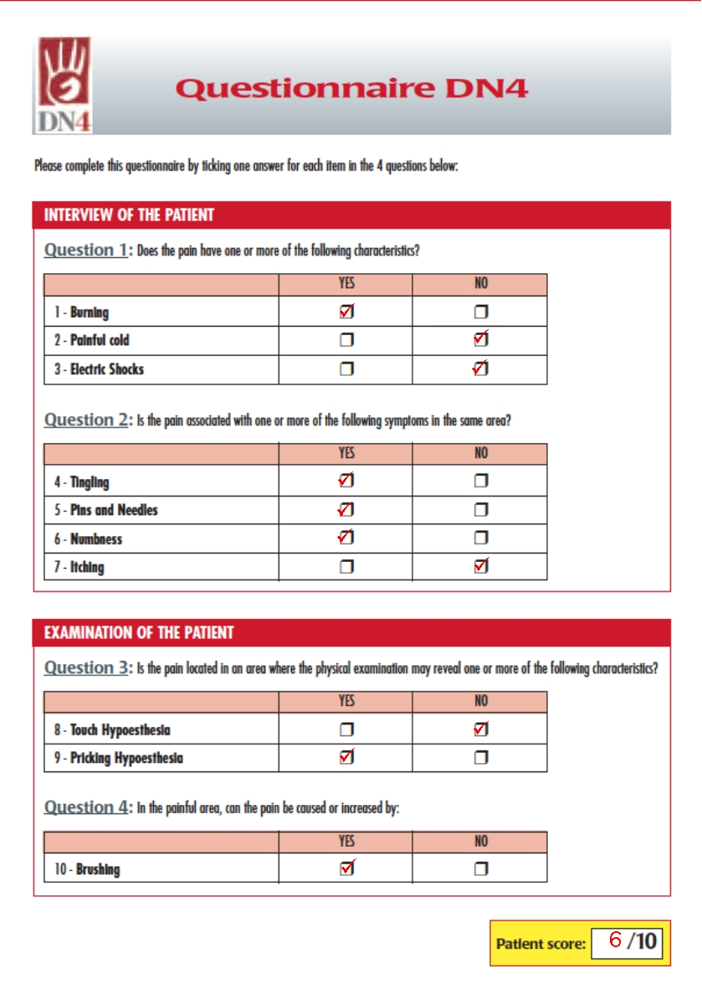 DN4
Questionnaire DN4
Please complete this questionnaire by ticking one answer for each item in the 4 questions below:
INTERVIEW OF THE PATIENT
Question 1: Does the pain have one or more of the following characteristics?
YES NO
1 - Burning
2 - Painful cold
3 - Electric Shocks
Question 2: Is the pain associated with one or more of the following symptoms in the same area?
YES NO
4 - Tingling
5 - Pins and Needles
6 - Numbness
7 - Itching
EXAMINATION OF THE PATIENT
Question 3: Is the pain located in an area where the physical examination may reveal one or more of the following characteristics?
YES NO
8 - Touch Hypoesthesia
9 - Pricking Hypoesthesia
Question 4: In the painful area, can the pain be caused or increased by:
YES NO
10 - Brushing
Patient score: 6 /10